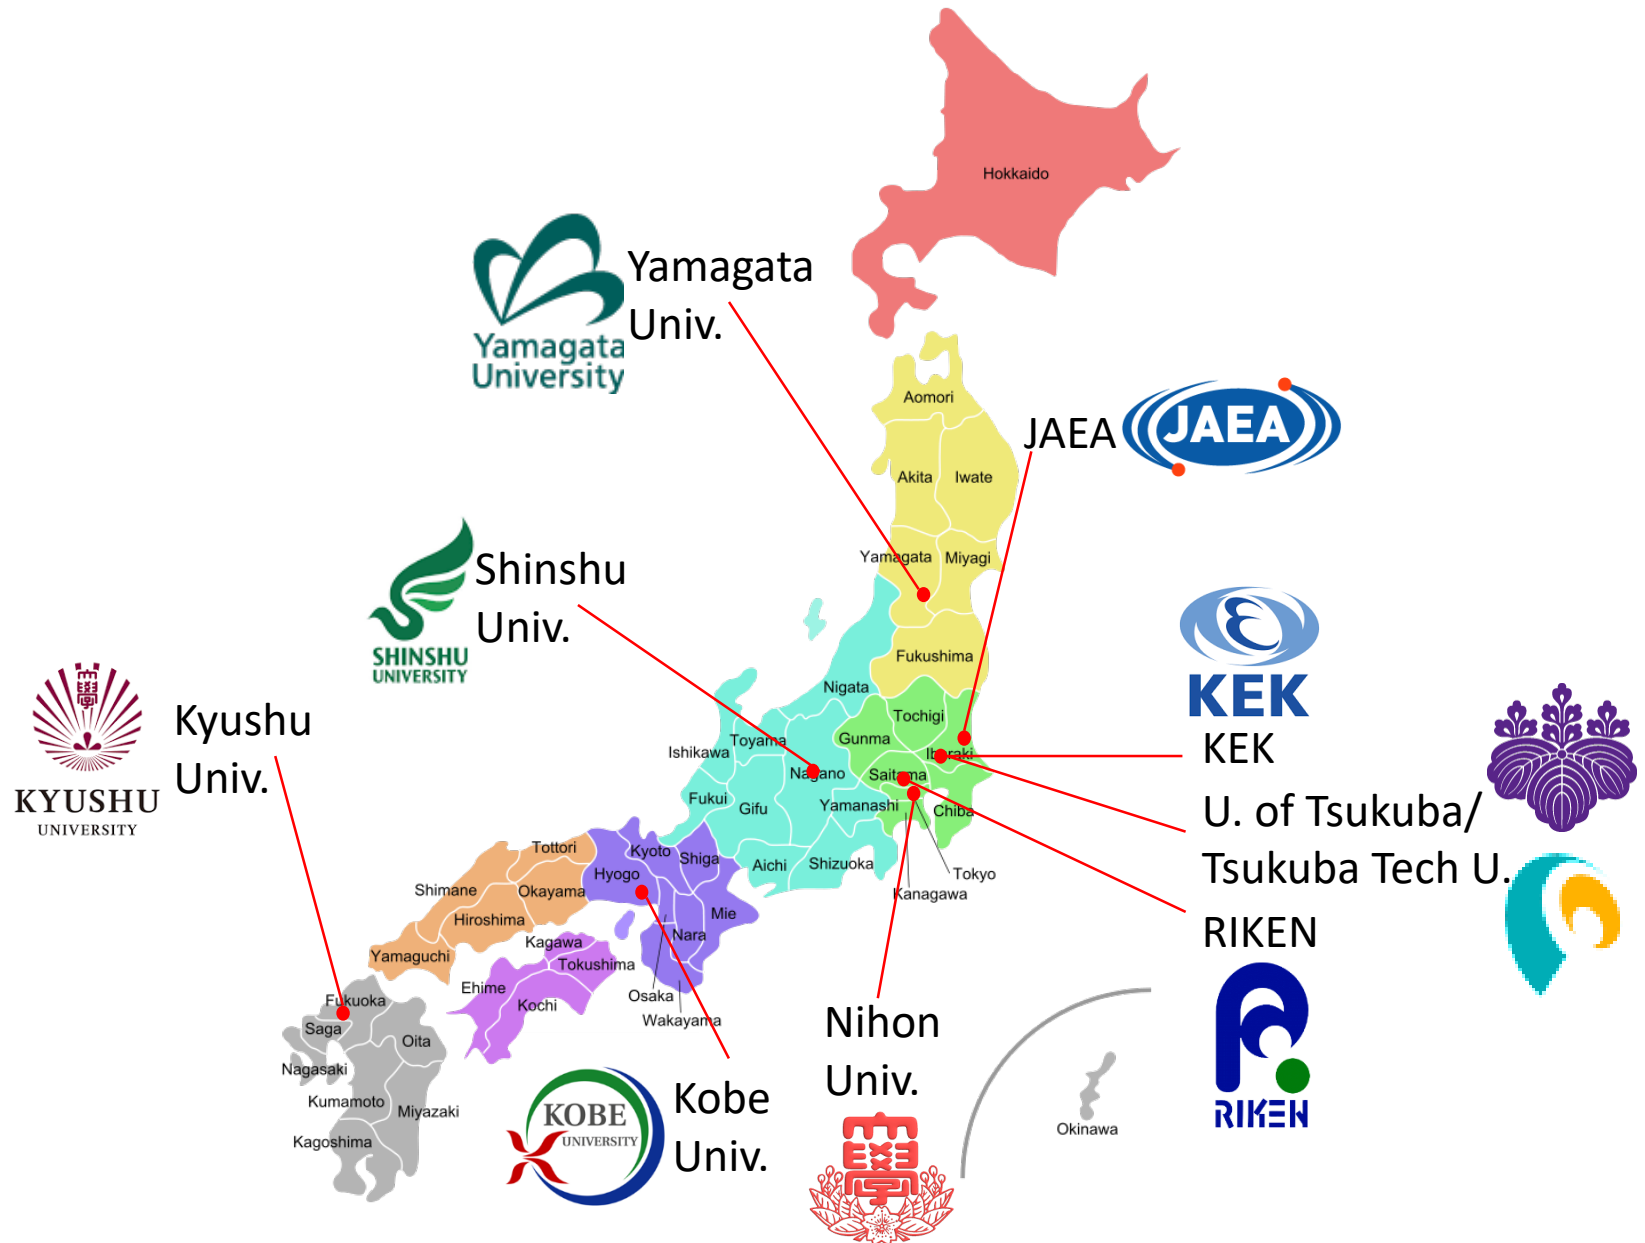 Hokkaido
Yamagata
Univ.
Yamagata
University
Aomori
JAEA
JAEA
Akita
Iwate
Yamagata
Miyagi
Shinshu
Univ.
SHINSHU
UNIVERSITY
Fukushima
Nigata
KEK
KEK
Tochigi
Gunma
Toyama
Ishikawa
Ibaraki
Nagano
Saitama
Kyushu
Univ.
KYUSHU
UNIVERSITY
Fukui
Gifu
Yamanashi
Chiba
U. of Tsukuba/
Tsukuba Tech U.
Tottori
Kyoto
Shiga
Aichi
Shizuoka
Hyogo
Tokyo
Kanagawa
Shimane
Okayama
Hiroshima
Mie
Nara
RIKEN
Kagawa
Yamaguchi
Tokushima
Ehime
Kochi
Osaka
Wakayama
Fukuoka
Saga
Oita
Nagasaki
Kumamoto
Miyazaki
Kagoshima
Nihon
Univ.
大學
Kobe
Univ.
KOBE
UNIVERSITY
Okinawa
RIKEN